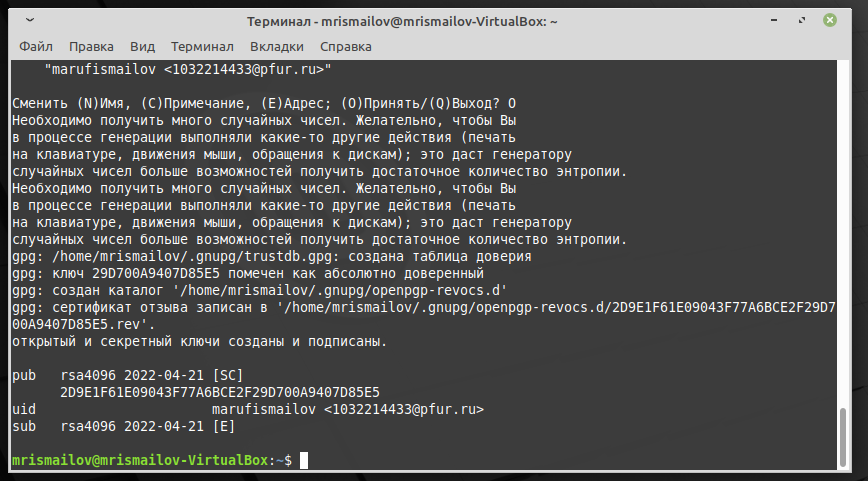 Терминал - mrismailov@mrismailov-VirtualBox: ~
Файл Правка Вид Терминал Вкладки Справка
"marufismailov <1032214433@pfur.ru>"
Сменить (N)Имя, (C)Примечание, (E)Адрес; (O)Принять/(Q)Выход? O
Необходимо получить много случайных чисел. Желательно, чтобы Вы
в процессе генерации выполняли какие-то другие действия (печать
на клавиатуре, движения мыши, обращения к дискам); это даст генератору
случайных чисел больше возможностей получить достаточное количество энтропии.
Необходимо получить много случайных чисел. Желательно, чтобы Вы
в процессе генерации выполняли какие-то другие действия (печать
на клавиатуре, движения мыши, обращения к дискам); это даст генератору
случайных чисел больше возможностей получить достаточное количество энтропии.
gpg: /home/mrismailov/.gnupg/trustdb.gpg: создана таблица доверия
gpg: ключ 29D700A9407D85E5 помечен как абсолютно доверенный
gpg: создан каталог '/home/mrismailov/.gnupg/openpgp-revocs.d'
gpg: сертификат отзыва записан в '/home/mrismailov/.gnupg/openpgp-revocs.d/2D9E1F61E09043F77A6BCE2F29D7
00A9407D85E5.rev'.
открытый и секретный ключи созданы и подписаны.
pub rsa4096 2022-04-21 [SC]
2D9E1F61E09043F77A6BCE2F29D700A9407D85E5
uid marufismailov <1032214433@pfur.ru>
sub rsa4096 2022-04-21 [E]
mrismailov@mrismailov-VirtualBox:~$